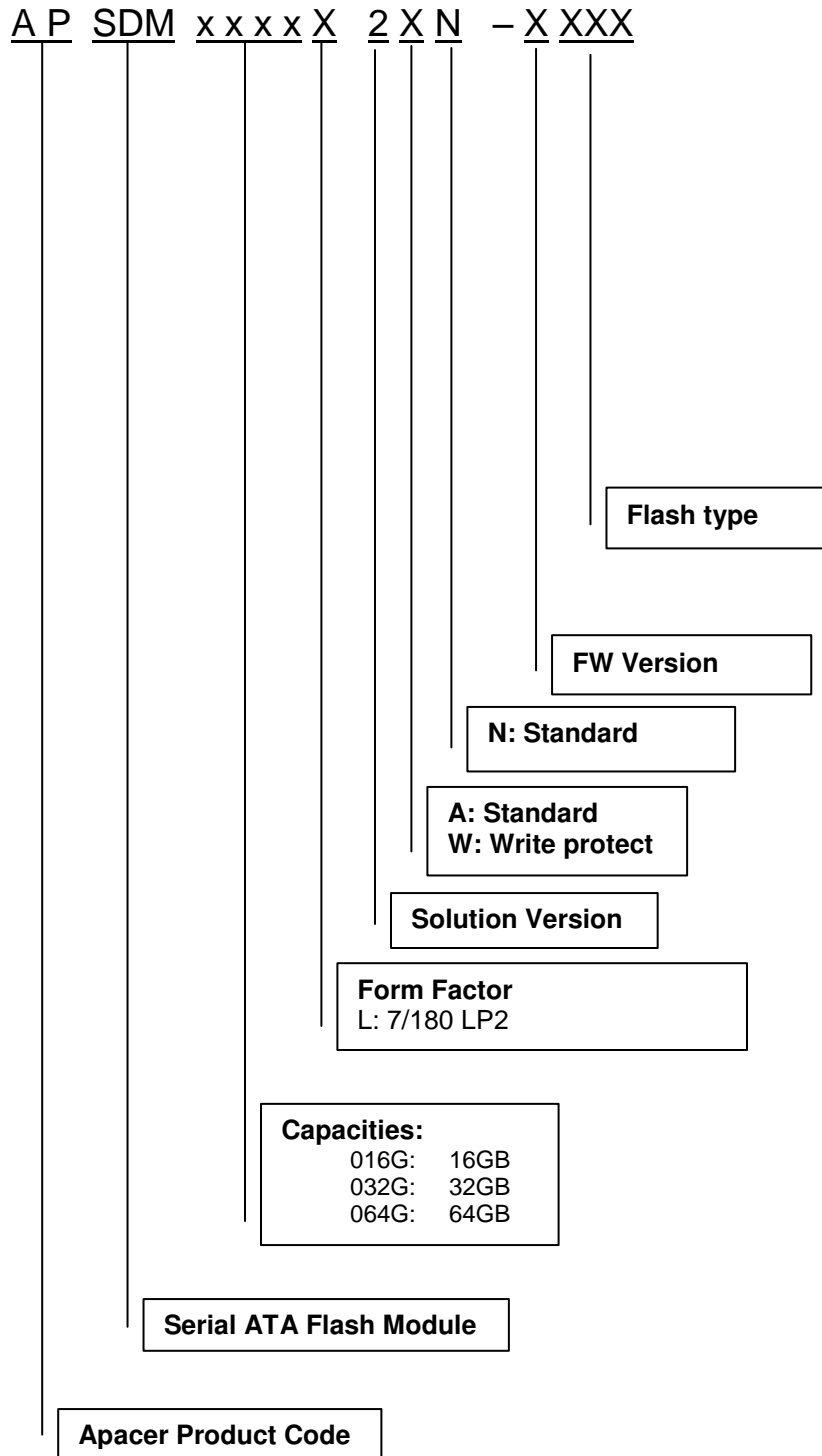 A P SDM x x x x X 2 X N – X XXX
Flash type
FW Version
N: Standard
A: Standard
W: Write protect
Solution Version
Form Factor
L: 7/180 LP2
Capacities:
016G: 16GB
032G: 32GB
064G: 64GB
Serial ATA Flash Module
Apacer Product Code